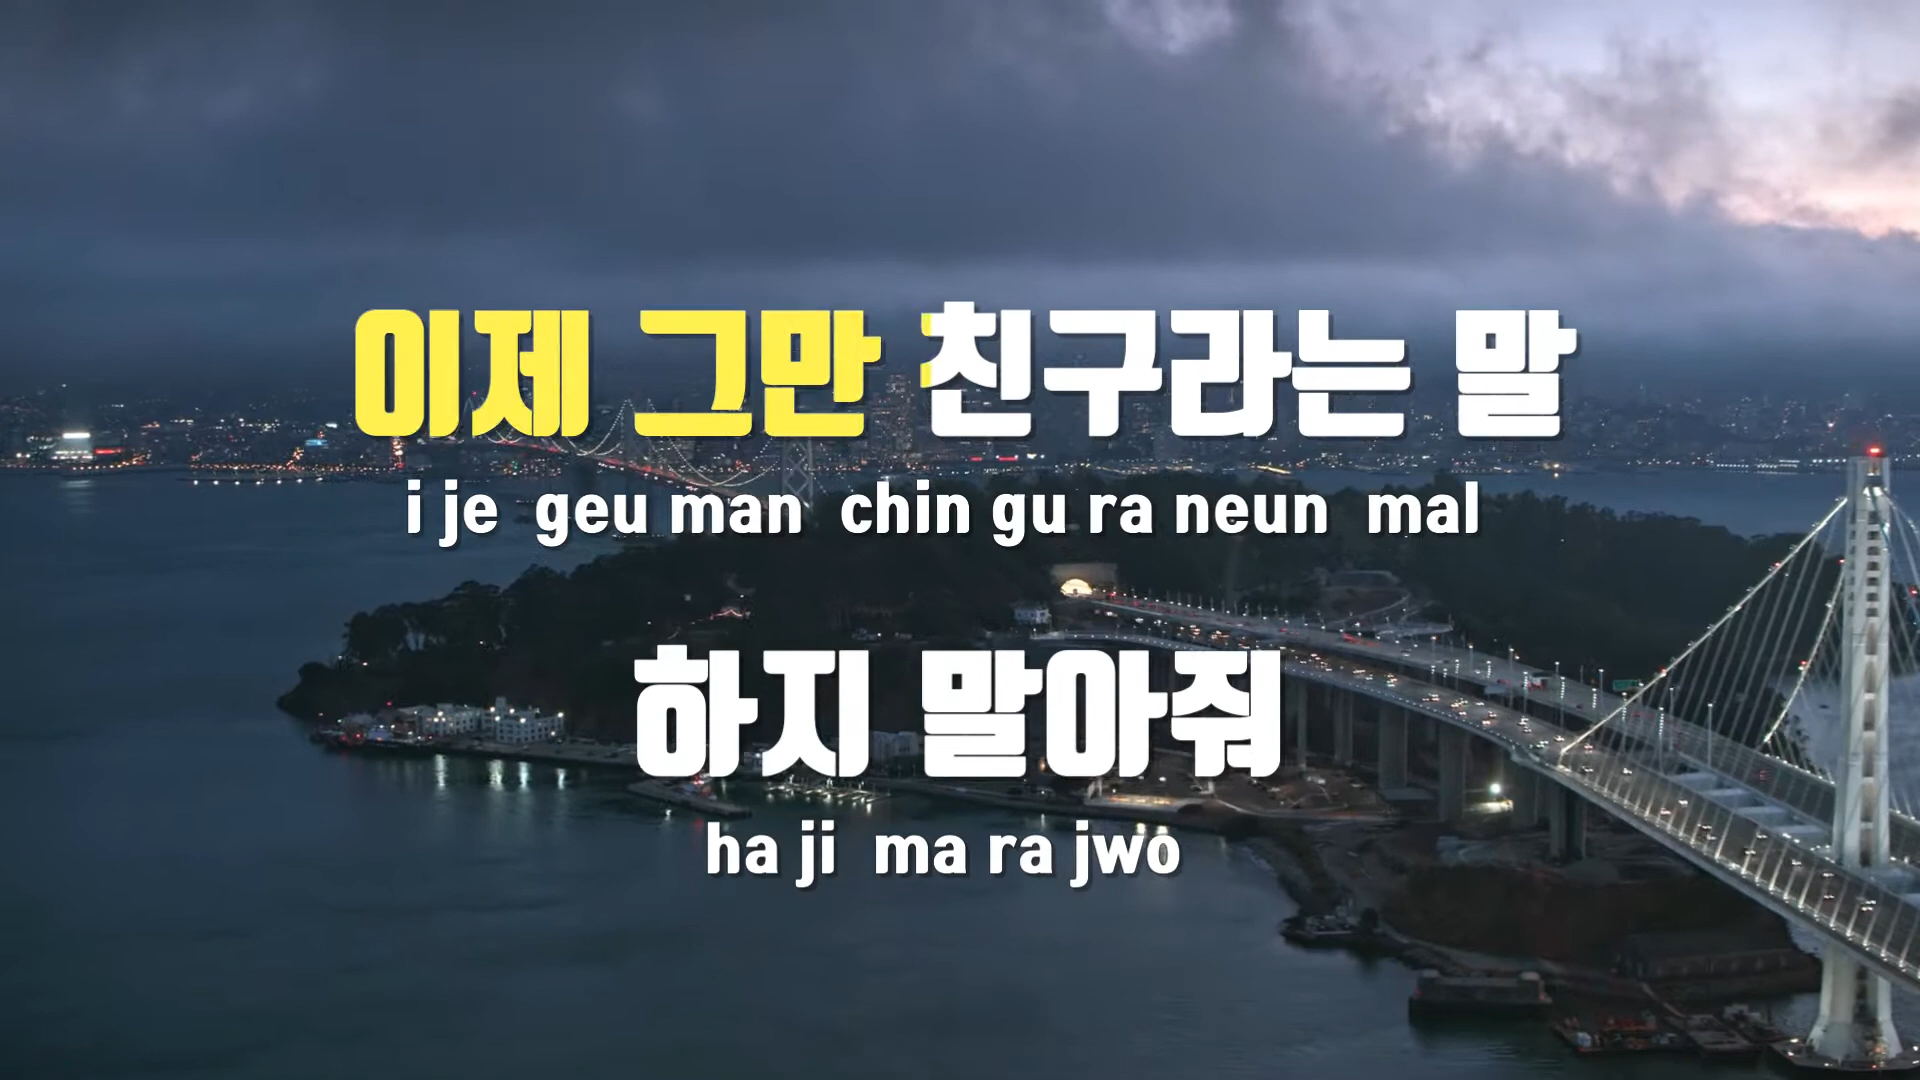 이제 그만 친구라는 말
i je geu man chin gu ra neun mal
하지 말아줘
ha ji ma ra jwo